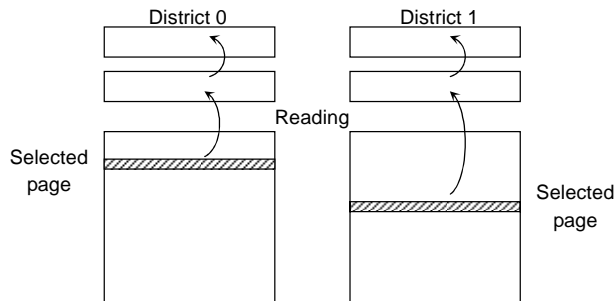 District 0
District 1
Reading
Selected
page
Selected
page